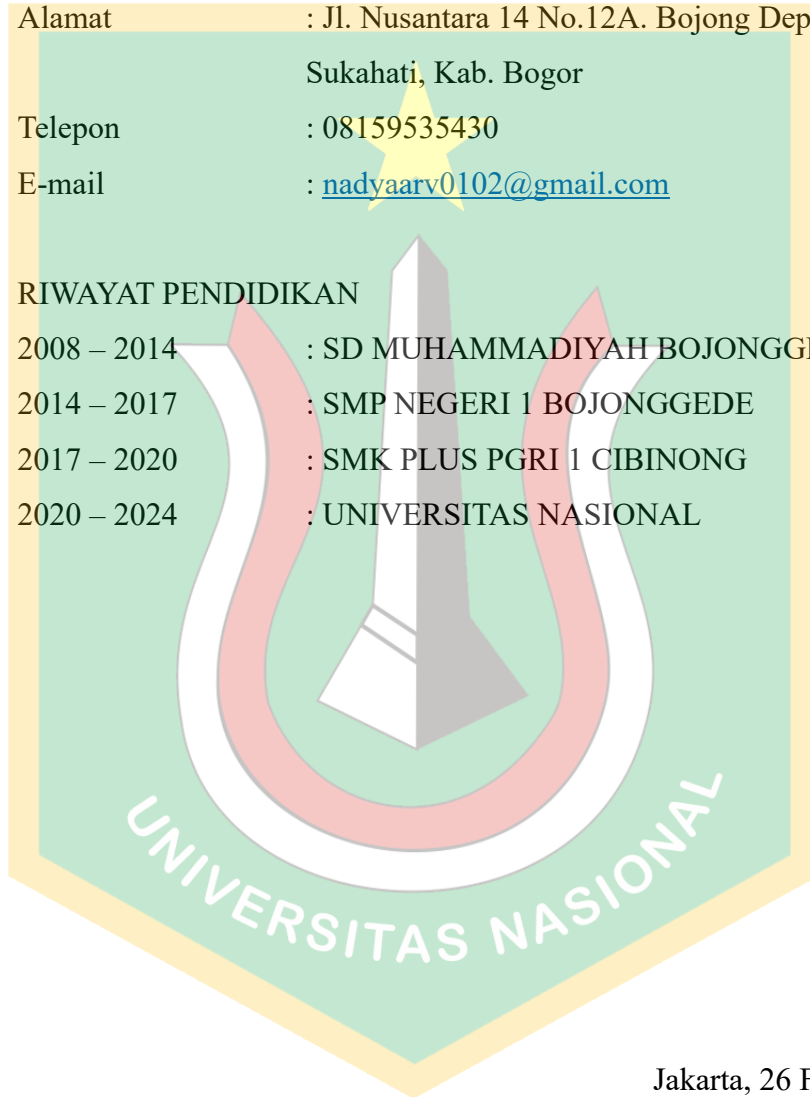 Alamat : Jl. Nusantara 14 No.12A. Bojong
Sukahati, Kab. Bogor
Telepon : 08159535430
E-mail : nadyaarv0102@gmail.com
RIWAYAT PENDIDIKAN
2008 – 2014 : SD MUHAMMADIYAH
2014 – 2017 : SMP NEGERI 1 BOJONGGEDE
2017 – 2020 : SMK PLUS PGRI 1 CIBINONG
2020 – 2024 : UNIVERSITAS NASIONAL
UNIVERSITAS NASIONAL
Jakarta, 26